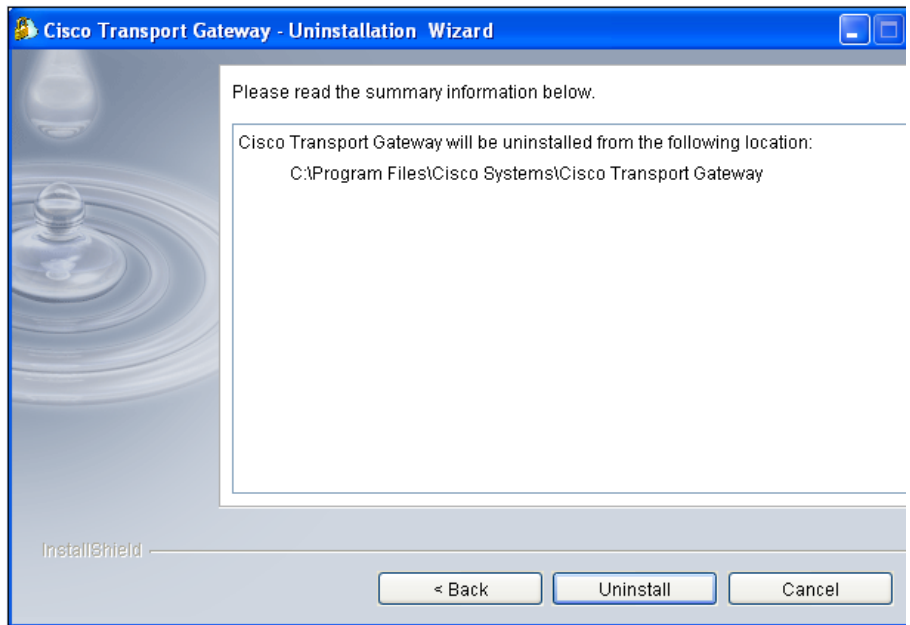 Cisco Transport Gateway - Uninstallation Wizard
Please read the summary information below.
Cisco Transport Gateway will be uninstalled from the following location:
C:\Program Files\Cisco Systems\Cisco Transport Gateway
InstallShield
< Back
Uninstall
Cancel